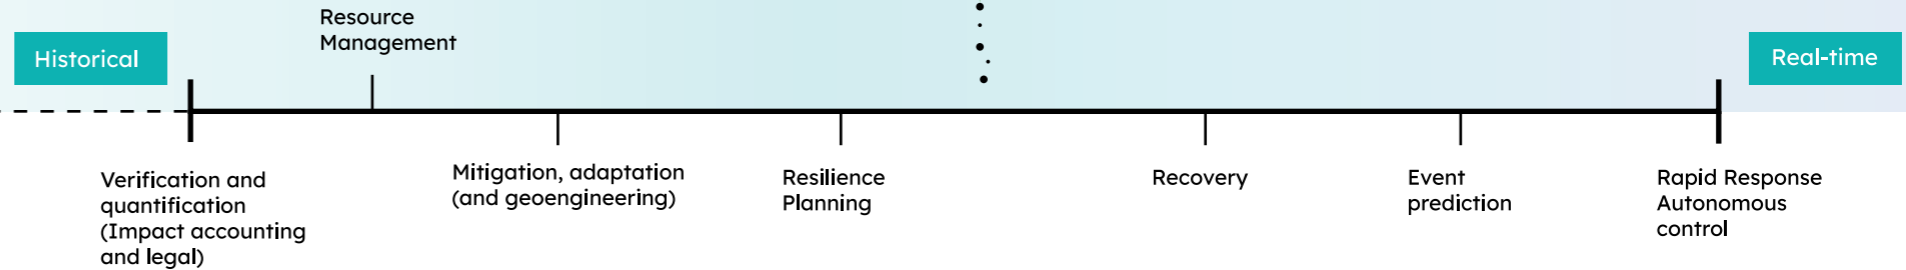 Resource
Management
Historical
Real-time
Verification and
quantification
(Impact accounting
and legal)
Mitigation, adaptation
(and geoengineering)
Resilience
Planning
Recovery
Event
prediction
Rapid Response
Autonomous
control